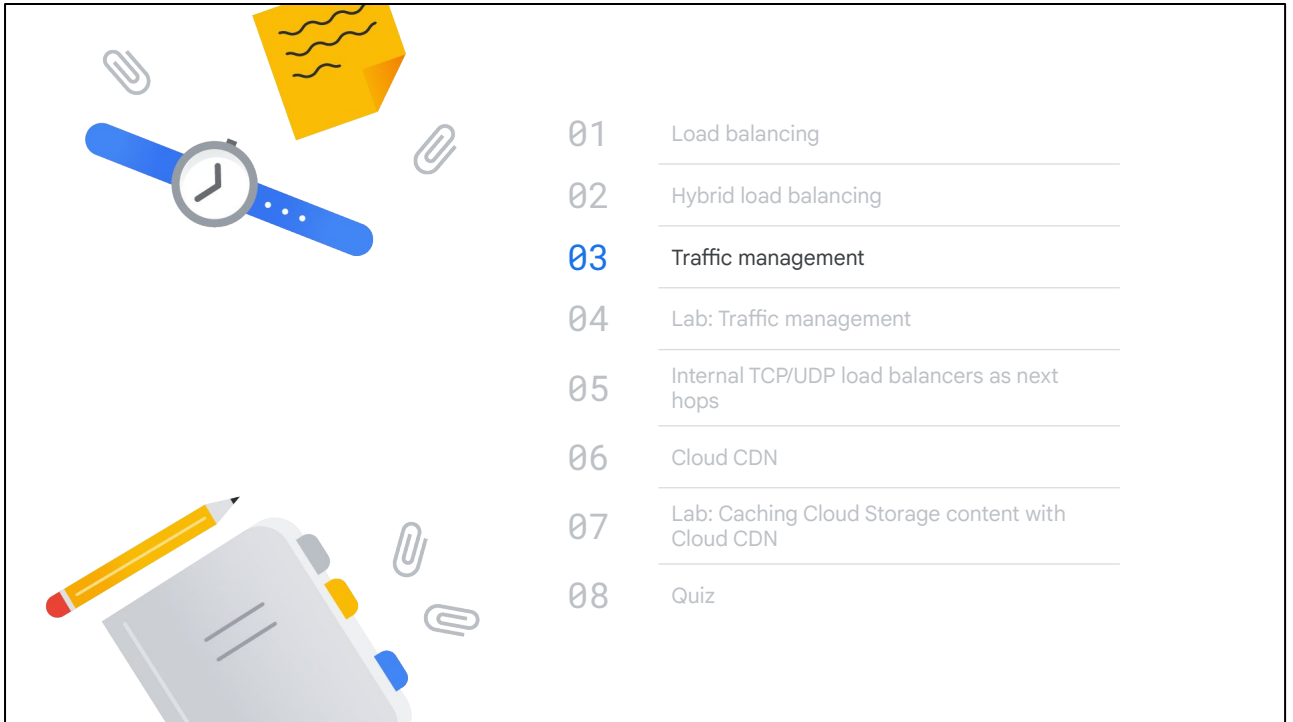 01 Load balancing
02 Hybrid load balancing
03 Traffic management
04 Lab: Traffic management
05 Internal TCP/UDP load balancers as next
hops
06 Cloud CDN
07 Lab: Caching Cloud Storage content with
Cloud CDN
08 Quiz